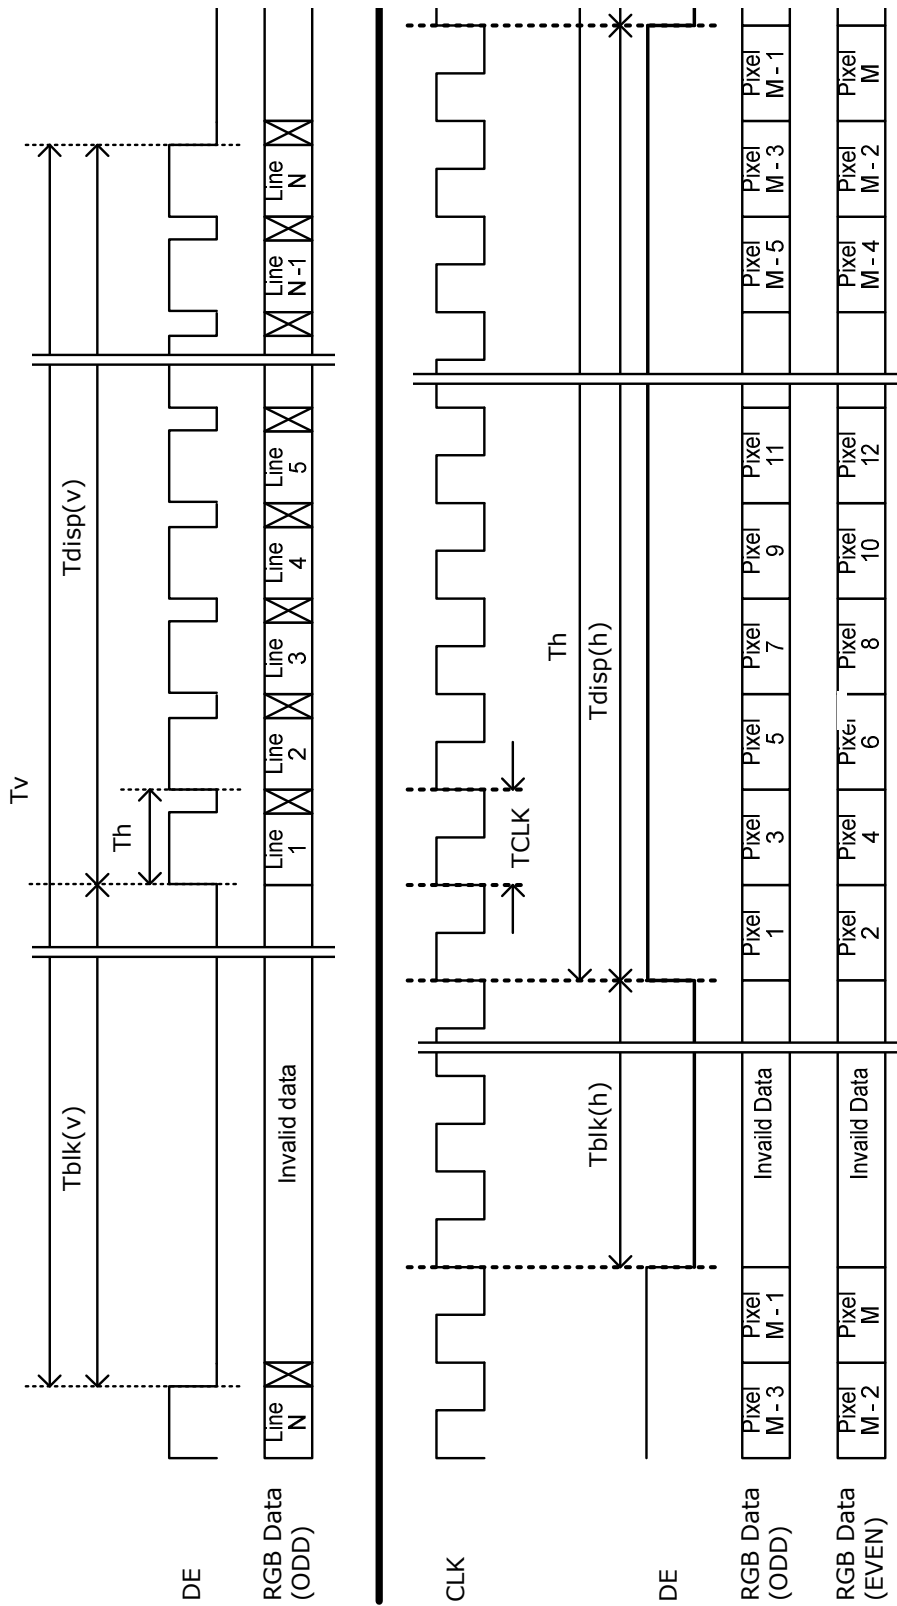 Tv
Tblk(v)
Tdisp(v)
Th
DE
RGB Data
(ODD)
Line
N
Invalid data
Line
1
Line
2
Line
3
Line
4
Line
5
Line
N-1
Line
N
CLK
TCLK
Th
Tblk(h)
Tdisp(h)
DE
RGB Data
(ODD)
Pixel
M - 3
Pixel
M - 1
Invaild Data
Pixel
1
Pixel
3
Pixel
5
Pixel
7
Pixel
9
Pixel
11
Pixel
M - 5
Pixel
M - 3
Pixel
M - 1
RGB Data
(EVEN)
Pixel
M - 2
Pixel
M
Invaild Data
Pixel
2
Pixel
4
Pixel
6
Pixel
8
Pixel
10
Pixel
12
Pixel
M - 4
Pixel
M - 2
Pixel
M